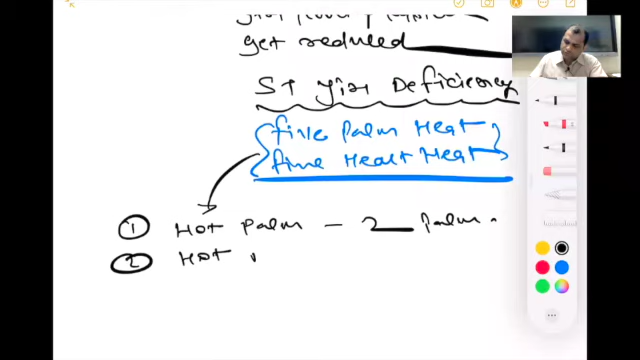 get reduced
ST Yin Deficiency
five Palm Heat
five Heart Heat
① Hot Palm – 2 Palm.
② Hot